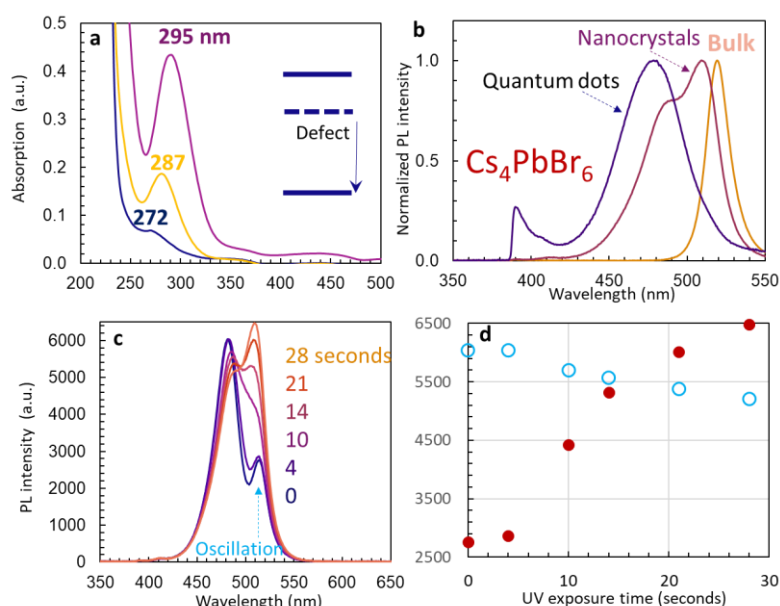 a
295 nm
287
272
Defect
Absorption (a.u.)
0.5
0.4
0.3
0.2
0.1
0.0
200 250 300 350 400 450 500
b
Nanocrystals
Bulk
Quantum dots
Cs₄PbBr₆
Normalized PL intensity
1.0
0.5
0.0
350 400 450 500 550
Wavelength (nm)
c
28 seconds
21
14
10
4
0
Oscillation
PL intensity (a.u.)
6000
5000
4000
3000
2000
1000
0
350 400 450 500 550 600 650
Wavelength (nm)
d
6500
5500
4500
3500
2500
0 10 20 30
UV exposure time (seconds)